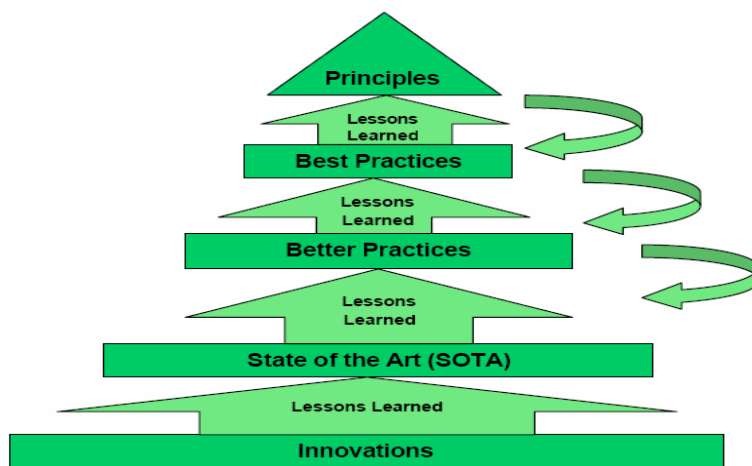 Principles
Lessons
Learned
Best Practices
Lessons
Learned
Better Practices
Lessons
Learned
State of the Art (SOTA)
Lessons Learned
Innovations